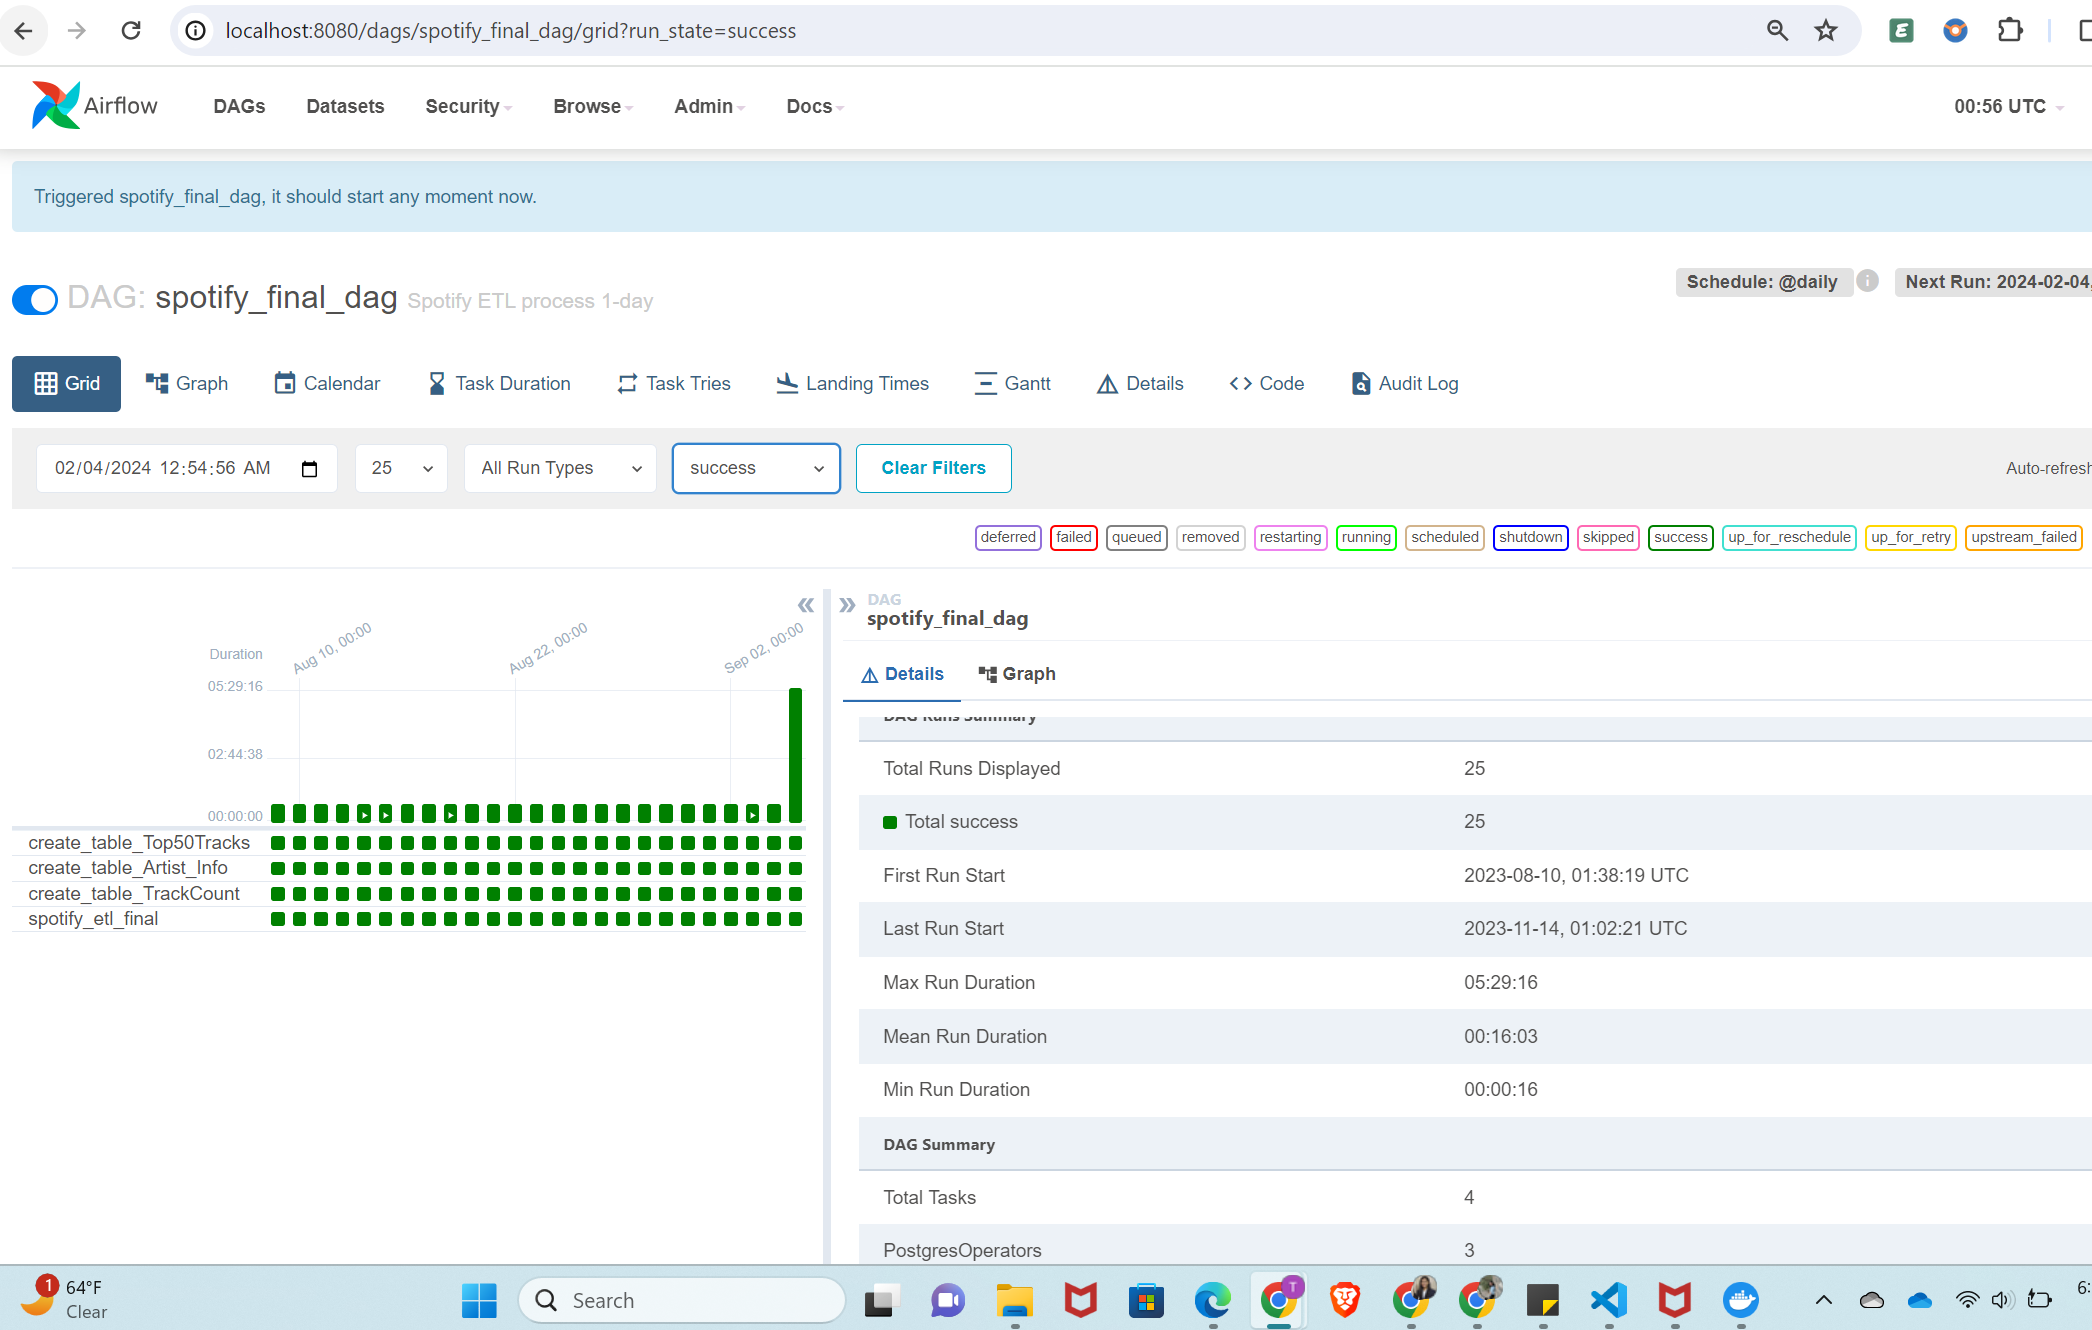 localhost:8080/dags/spotify_final_dag/grid?run_state=success
Airflow DAGs Datasets Security Browse Admin Docs 00:56 UTC
Triggered spotify_final_dag, it should start any moment now.
DAG: spotify_final_dag Spotify ETL process 1-day
Schedule: @daily Next Run: 2024-02-04,
Grid Graph Calendar Task Duration Task Tries Landing Times Gantt Details Code Audit Log
02/04/2024 12:54:56 AM 25 All Run Types success Clear Filters Auto-refresh
deferred failed queued removed restarting running scheduled shutdown skipped success up_for_reschedule up_for_retry upstream_failed
Duration
Aug 10, 00:00 Aug 22, 00:00 Sep 02, 00:00
05:29:16
02:44:38
00:00:00
create_table_Top50Tracks
create_table_Artist_Info
create_table_TrackCount
spotify_etl_final
DAG
spotify_final_dag
Details Graph
DAG Runs Summary
Total Runs Displayed 25
Total success 25
First Run Start 2023-08-10, 01:38:19 UTC
Last Run Start 2023-11-14, 01:02:21 UTC
Max Run Duration 05:29:16
Mean Run Duration 00:16:03
Min Run Duration 00:00:16
DAG Summary
Total Tasks 4
PostgresOperators 3
1
64°F
Clear
Search
T
6: